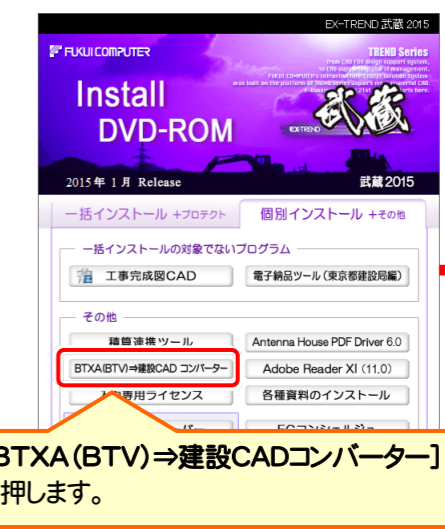 EX-TREND 武蔵 2015
FUKUI COMPUTER
TREND Series
Install
DVD-ROM
EX-TREND 武蔵
2015年 1月 Release
武蔵2015
一括インストール +プロテクト
個別インストール +その他
一括インストールの対象でないプログラム
工事完成図CAD
電子納品ツール(東京都建設局編)
その他
積算連携ツール
Antenna House PDF Driver 6.0
BTXA(BTV)⇒建設CAD コンバーター
Adobe Reader XI (11.0)
専用ライセンス
各種資料のインストール
BTXA(BTV)⇒建設CADコンバーター]
押します。